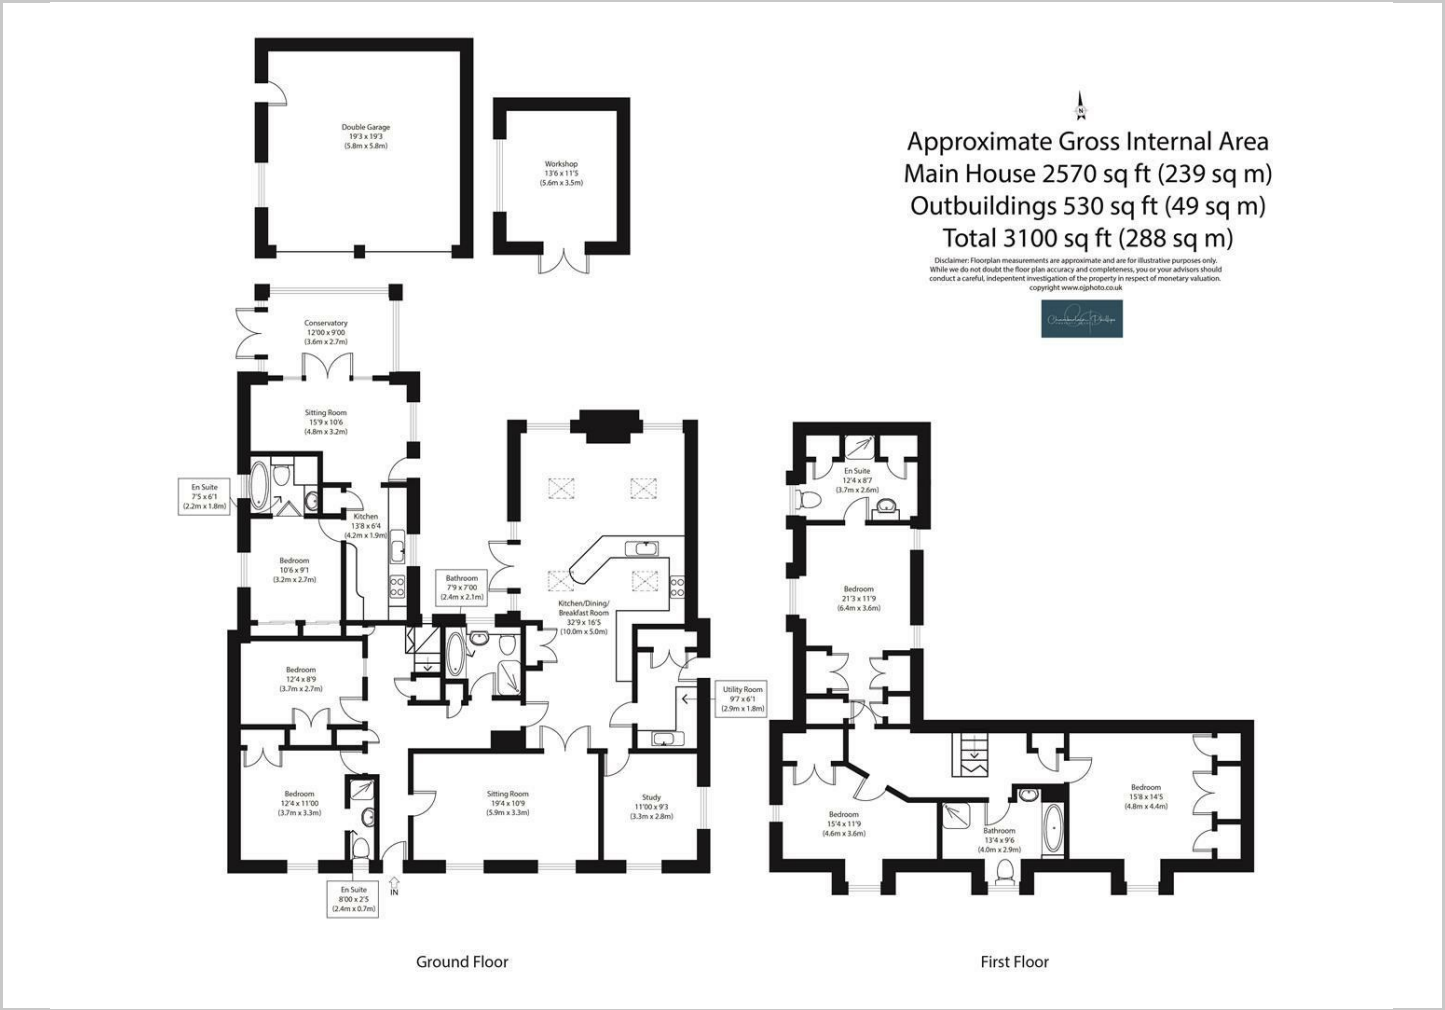 Double Garage
19'3 x 19'3
(5.8m x 5.8m)
Workshop
13'6 x 11'5
(5.6m x 3.5m)
N
Approximate Gross Internal Area
Main House 2570 sq ft (239 sq m)
Outbuildings 530 sq ft (49 sq m)
Total 3100 sq ft (288 sq m)
Disclaimer: Floorplan measurements are approximate and are for illustrative purposes only.
While we do not doubt the floor plan accuracy and completeness, you or your advisors should
conduct a careful, indepentent investigation of the property in respect of monetary valuation.
copyright www.ojphoto.co.uk
Chamberlain Phillips
Conservatory
12'00 x 9'00
(3.6m x 2.7m)
Sitting Room
15'9 x 10'6
(4.8m x 3.2m)
En Suite
7'5 x 6'1
(2.2m x 1.8m)
Kitchen
13'8 x 6'4
(4.2m x 1.9m)
Bedroom
10'6 x 9'1
(3.2m x 2.7m)
Bathroom
7'9 x 7'00
(2.4m x 2.1m)
Kitchen/Dining/
Breakfast Room
32'9 x 16'5
(10.0m x 5.0m)
Bedroom
12'4 x 8'9
(3.7m x 2.7m)
Utility Room
9'7 x 6'1
(2.9m x 1.8m)
Bedroom
12'4 x 11'00
(3.7m x 3.3m)
Sitting Room
19'4 x 10'9
(5.9m x 3.3m)
Study
11'00 x 9'3
(3.3m x 2.8m)
En Suite
8'00 x 2'5
(2.4m x 0.7m)
IN
En Suite
12'4 x 8'7
(3.7m x 2.6m)
Bedroom
21'3 x 11'9
(6.4m x 3.6m)
Bedroom
15'8 x 14'5
(4.8m x 4.4m)
Bedroom
15'4 x 11'9
(4.6m x 3.6m)
Bathroom
13'4 x 9'6
(4.0m x 2.9m)
Ground Floor
First Floor